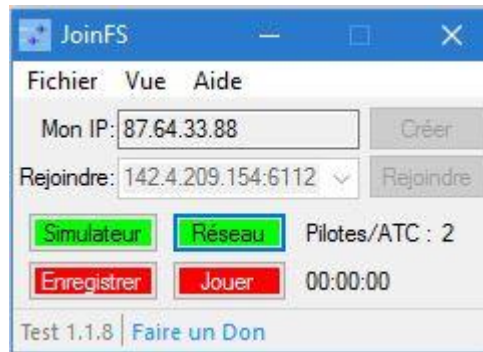 JoinFS
Fichier Vue Aide
Mon IP: 87.64.33.88 Créer
Rejoindre: 142.4.209.154:6112 Rejoindre
Simulateur Réseau Pilotes/ATC : 2
Enregistrer Jouer 00:00:00
Test 1.1.8 Faire un Don